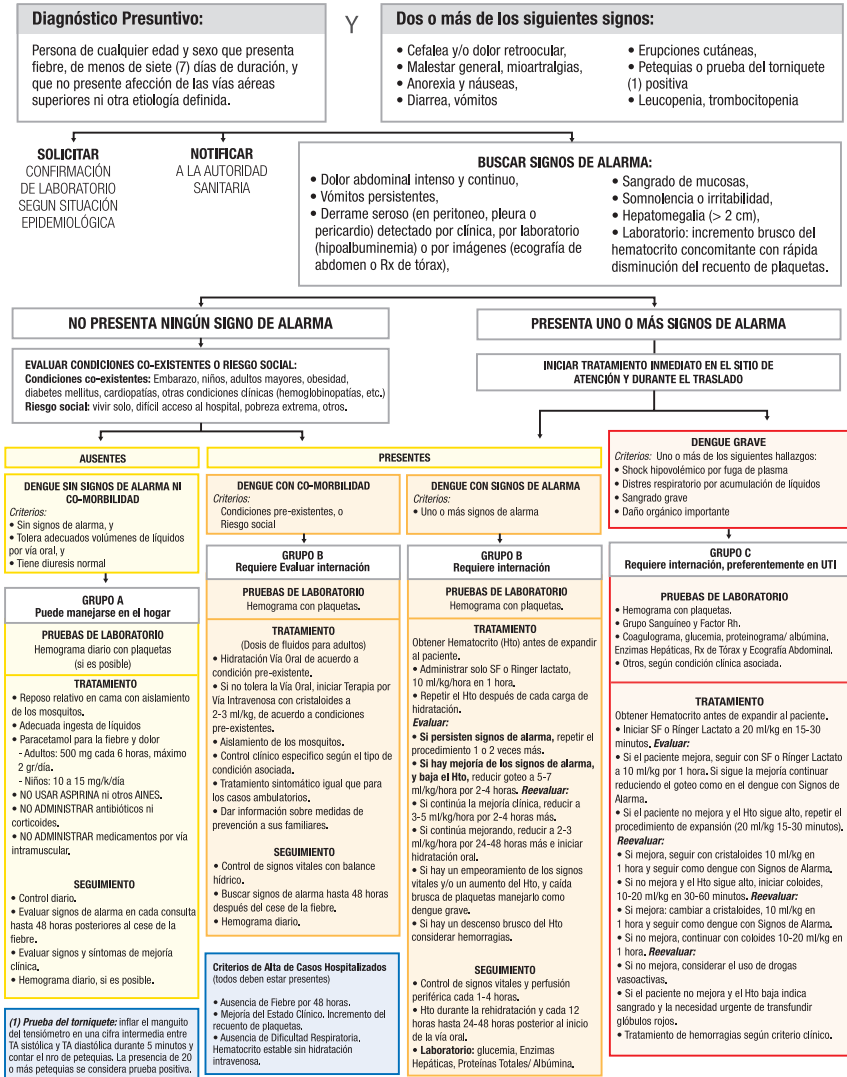 Diagnóstico Presuntivo:
Persona de cualquier edad y sexo que presenta
fiebre, de menos de siete (7) días de duración, y
que no presente afección de las vías aéreas
superiores ni otra etiología definida.
Y
Dos o más de los siguientes signos:
• Cefalea y/o dolor retroocular,
• Malestar general, mioartralgias,
• Anorexia y náuseas,
• Diarrea, vómitos
• Erupciones cutáneas,
• Petequias o prueba del torniquete
(1) positiva
• Leucopenia, trombocitopenia
SOLICITAR
CONFIRMACIÓN
DE LABORATORIO
SEGUN SITUACIÓN
EPIDEMIOLÓGICA
NOTIFICAR
A LA AUTORIDAD
SANITARIA
BUSCAR SIGNOS DE ALARMA:
• Dolor abdominal intenso y continuo,
• Vómitos persistentes,
• Derrame seroso (en peritoneo, pleura o
pericardio) detectado por clínica, por laboratorio
(hipoalbuminemia) o por imágenes (ecografía de
abdomen o Rx de tórax),
• Sangrado de mucosas,
• Somnolencia o irritabilidad,
• Hepatomegalia (> 2 cm),
• Laboratorio: incremento brusco del
hematocrito concomitante con rápida
disminución del recuento de plaquetas.
NO PRESENTA NINGÚN SIGNO DE ALARMA
EVALUAR CONDICIONES CO-EXISTENTES O RIESGO SOCIAL:
Condiciones co-existentes: Embarazo, niños, adultos mayores, obesidad,
diabetes mellitus, cardiopatías, otras condiciones clínicas (hemoglobinopatías, etc.)
Riesgo social: vivir solo, difícil acceso al hospital, pobreza extrema, otros.
PRESENTA UNO O MÁS SIGNOS DE ALARMA
INICIAR TRATAMIENTO INMEDIATO EN EL SITIO DE
ATENCIÓN Y DURANTE EL TRASLADO
AUSENTES
DENGUE SIN SIGNOS DE ALARMA NI
CO-MORBILIDAD
Criterios:
• Sin signos de alarma, y
• Tolera adecuados volúmenes de líquidos
por vía oral, y
• Tiene diuresis normal
GRUPO A
Puede manejarse en el hogar
PRUEBAS DE LABORATORIO
Hemograma diario con plaquetas
(si es posible)
TRATAMIENTO
• Reposo relativo en cama con aislamiento
de los mosquitos.
• Adecuada ingesta de líquidos
• Paracetamol para la fiebre y dolor
- Adultos: 500 mg cada 6 horas, máximo
2 gr/día.
- Niños: 10 a 15 mg/k/día
• NO USAR ASPIRINA ni otros AINES.
• NO ADMINISTRAR antibióticos ni
corticoides.
• NO ADMINISTRAR medicamentos por vía
intramuscular.
SEGUIMIENTO
• Control diario.
• Evaluar signos de alarma en cada consulta
hasta 48 horas posteriores al cese de la
fiebre.
• Evaluar signos y síntomas de mejoría
clínica.
• Hemograma diario, si es posible.
(1) Prueba del torniquete: inflar el manguito
del tensiómetro en una cifra intermedia entre
TA sistólica y TA diastólica durante 5 minutos y
contar el nro de petequias. La presencia de 20
o más petequias se considera prueba positiva.
PRESENTES
DENGUE CON CO-MORBILIDAD
Criterios:
Condiciones pre-existentes, o
Riesgo social
GRUPO B
Requiere Evaluar internación
PRUEBAS DE LABORATORIO
Hemograma con plaquetas.
TRATAMIENTO
(Dosis de fluidos para adultos)
• Hidratación Vía Oral de acuerdo a
condición pre-existente.
• Si no tolera la Vía Oral, iniciar Terapia por
Vía Intravenosa con cristaloides a
2-3 ml/kg, de acuerdo a condiciones
pre-existentes.
• Aislamiento de los mosquitos.
• Control clínico especifico según el tipo de
condición asociada.
• Tratamiento sintomático igual que para
los casos ambulatorios.
• Dar información sobre medidas de
prevención a sus familiares.
SEGUIMIENTO
• Control de signos vitales con balance
hídrico.
• Buscar signos de alarma hasta 48 horas
después del cese de la fiebre.
• Hemograma diario.
Criterios de Alta de Casos Hospitalizados
(todos deben estar presentes)
• Ausencia de Fiebre por 48 horas.
• Mejoría del Estado Clínico. Incremento del
recuento de plaquetas.
• Ausencia de Dificultad Respiratoria.
Hematocrito estable sin hidratación
intravenosa.
DENGUE CON SIGNOS DE ALARMA
Criterios:
• Uno o más signos de alarma
GRUPO B
Requiere internación
PRUEBAS DE LABORATORIO
Hemograma con plaquetas.
TRATAMIENTO
Obtener Hematocrito (Hto) antes de expandir
al paciente.
• Administrar solo SF o Ringer lactato,
10 ml/kg/hora en 1 hora.
• Repetir el Hto después de cada carga de
hidratación.
Evaluar:
• Si persisten signos de alarma, repetir el
procedimiento 1 o 2 veces más.
• Si hay mejoría de los signos de alarma,
y baja el Hto, reducir goteo a 5-7
ml/kg/hora por 2-4 horas. Reevaluar:
• Si continúa la mejoría clínica, reducir a
3-5 ml/kg/hora por 2-4 horas más.
• Si continúa mejorando, reducir a 2-3
ml/kg/hora por 24-48 horas más e iniciar
hidratación oral.
• Si hay un empeoramiento de los signos
vitales y/o un aumento del Hto, y caída
brusca de plaquetas manejarlo como
dengue grave.
• Si hay un descenso brusco del Hto
considerar hemorragias.
SEGUIMIENTO
• Control de signos vitales y perfusión
periférica cada 1-4 horas.
• Hto durante la rehidratación y cada 12
horas hasta 24-48 horas posterior al inicio
de la vía oral.
• Laboratorio: glucemia, Enzimas
Hepáticas, Proteínas Totales/ Albúmina.
DENGUE GRAVE
Criterios: Uno o más de los siguientes hallazgos:
• Shock hipovolémico por fuga de plasma
• Distres respiratorio por acumulación de líquidos
• Sangrado grave
• Daño orgánico importante
GRUPO C
Requiere internación, preferentemente en UTI
PRUEBAS DE LABORATORIO
• Hemograma con plaquetas.
• Grupo Sanguíneo y Factor Rh.
• Coagulograma, glucemia, proteinograma/ albúmina.
Enzimas Hepáticas, Rx de Tórax y Ecografía Abdominal.
• Otros, según condición clínica asociada.
TRATAMIENTO
Obtener Hematocrito antes de expandir al paciente.
• Iniciar SF o Ringer Lactato a 20 ml/kg en 15-30
minutos. Evaluar:
• Si el paciente mejora, seguir con SF o Ringer Lactato
a 10 ml/kg por 1 hora. Si sigue la mejoría continuar
reduciendo el goteo como en el dengue con Signos de
Alarma.
• Si el paciente no mejora y el Hto sigue alto, repetir el
procedimiento de expansión (20 ml/kg 15-30 minutos).
Reevaluar:
• Si mejora, seguir con cristaloides 10 ml/kg en
1 hora y seguir como dengue con Signos de Alarma.
• Si no mejora y el Hto sigue alto, iniciar coloides,
10-20 ml/kg en 30-60 minutos. Reevaluar:
• Si mejora: cambiar a cristaloides, 10 ml/kg en
1 hora y seguir como dengue con Signos de Alarma.
• Si no mejora, continuar con coloides 10-20 ml/kg en
1 hora. Reevaluar:
• Si no mejora, considerar el uso de drogas
vasoactivas.
• Si el paciente no mejora y el Hto baja indica
sangrado y la necesidad urgente de transfundir
glóbulos rojos.
• Tratamiento de hemorragias según criterio clínico.